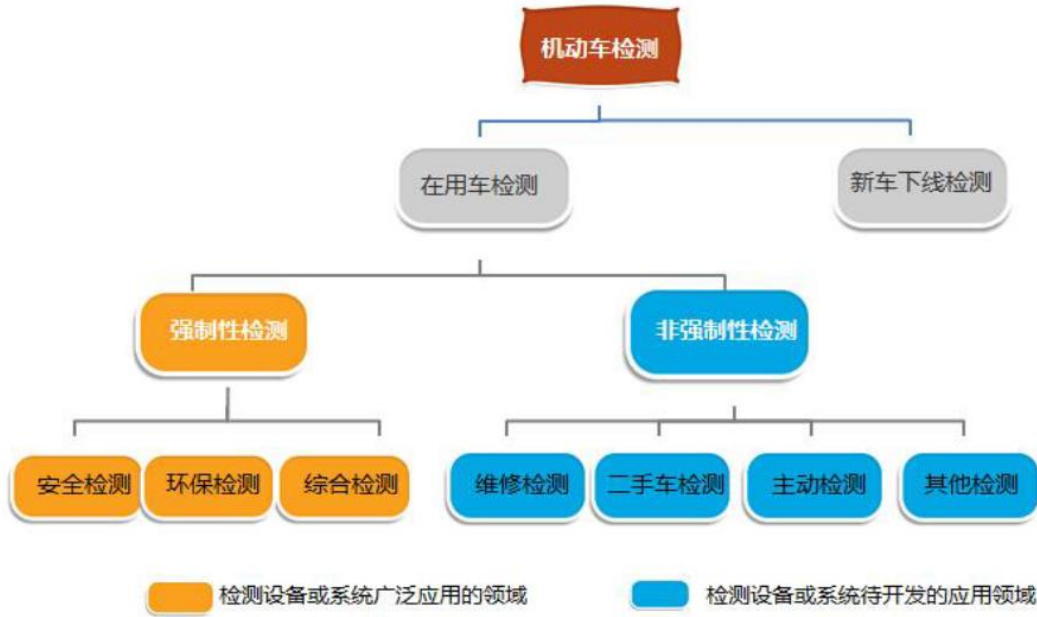 机动车检测
在用车检测
新车下线检测
强制性检测
非强制性检测
安全检测
环保检测
综合检测
维修检测
二手车检测
主动检测
其他检测
检测设备或系统广泛应用的领域
检测设备或系统待开发的应用领域